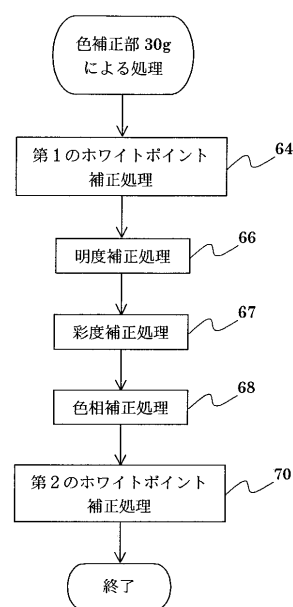 色補正部 30g
による処理
第1のホワイトポイント
補正処理
64
明度補正処理
66
彩度補正処理
67
色相補正処理
68
第2のホワイトポイント
補正処理
70
終了